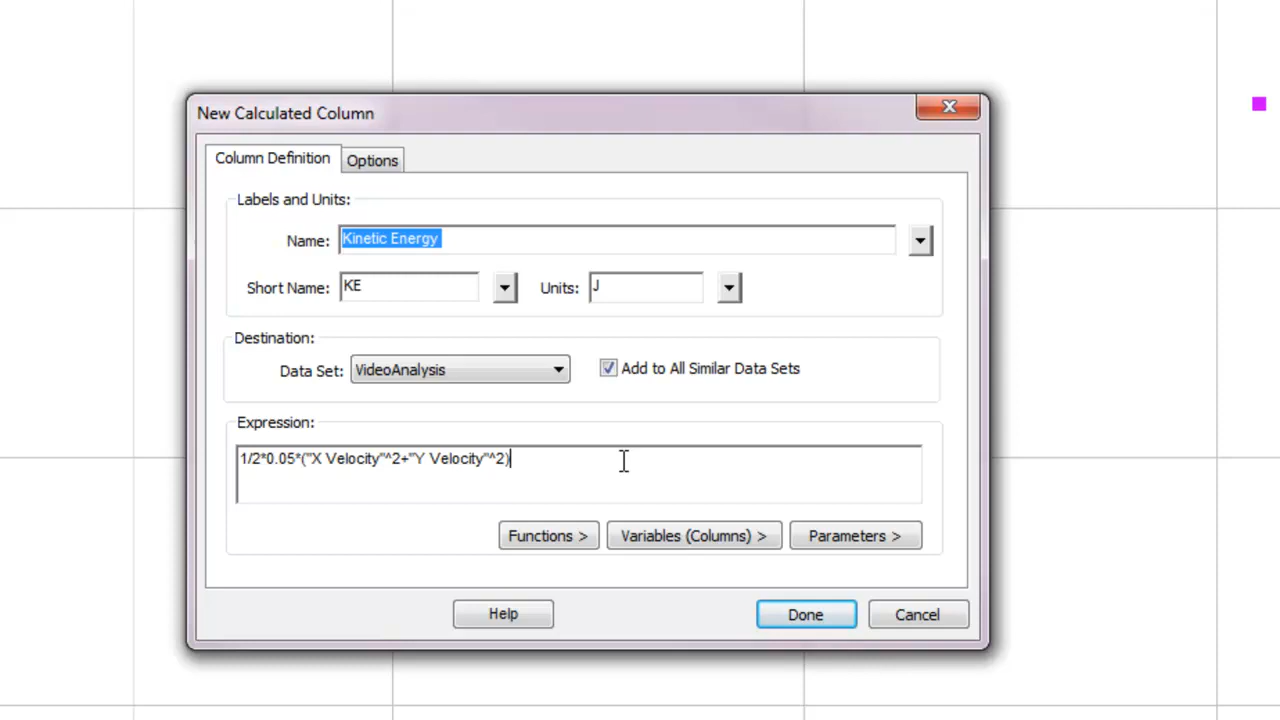 New Calculated Column
Column Definition
Options
Labels and Units:
Name: Kinetic Energy
Short Name: KE Units: J
Destination:
Data Set: VideoAnalysis Add to All Similar Data Sets
Expression:
1/2*0.05*("X Velocity"^2+"Y Velocity"^2)
Functions > Variables (Columns) > Parameters >
Help Done Cancel